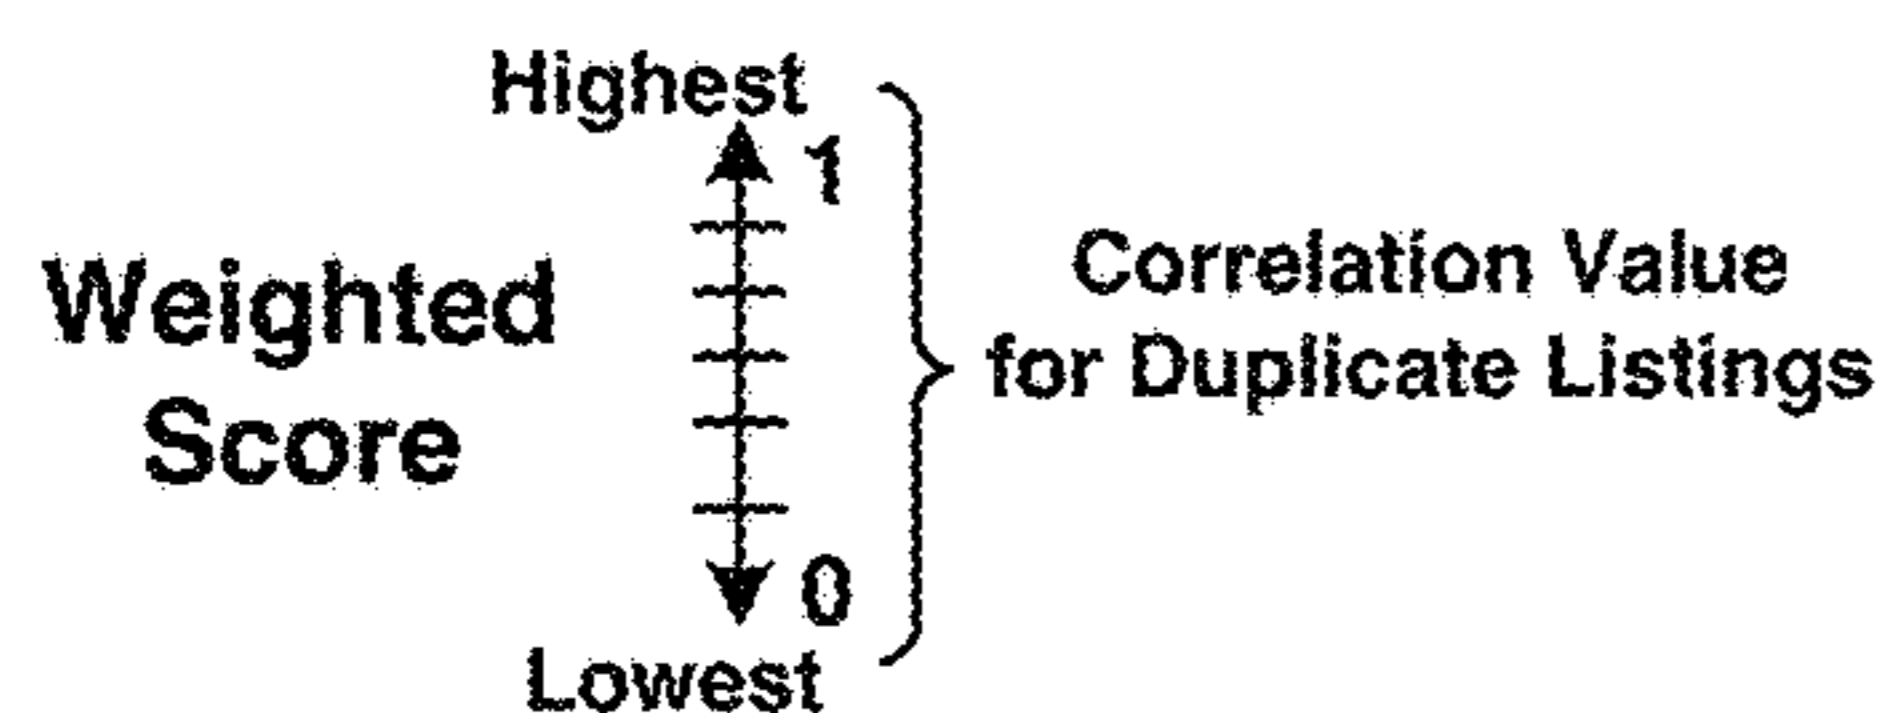 Highest
1
Weighted
Score
Correlation Value
for Duplicate Listings
0
Lowest